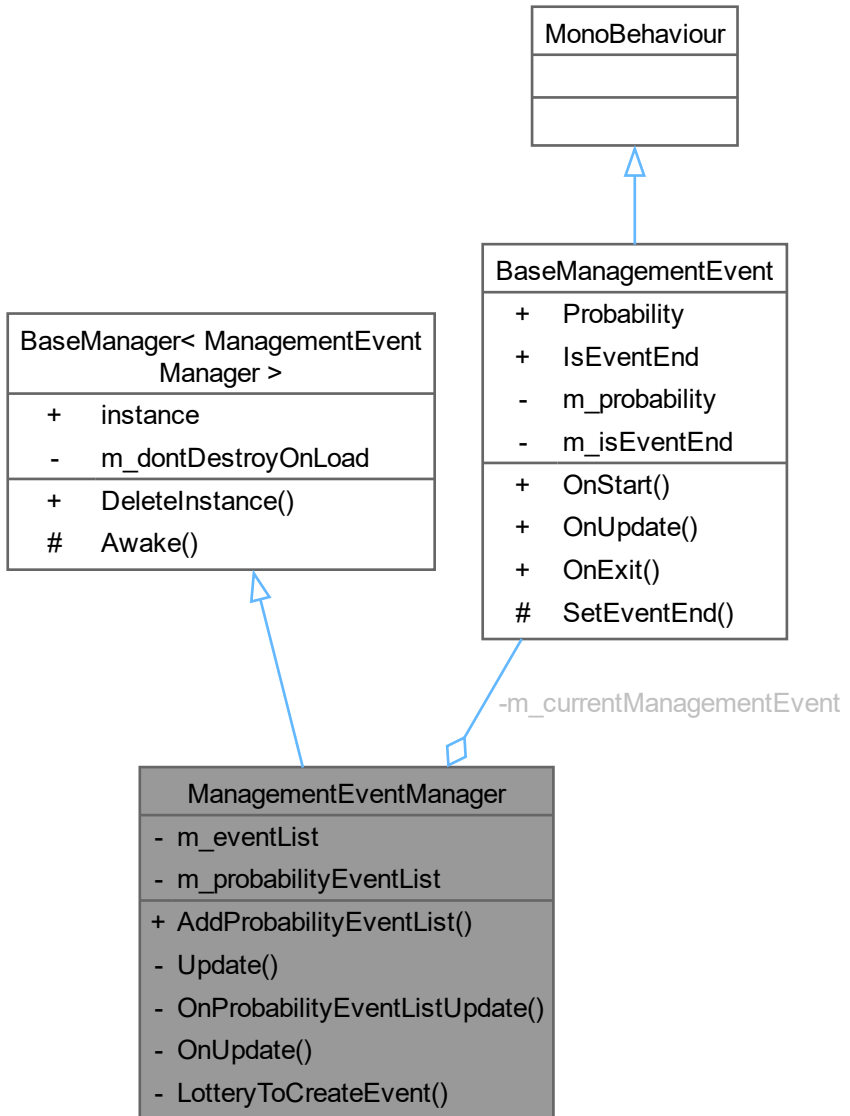 MonoBehaviour
BaseManagementEvent
+ Probability
+ IsEventEnd
- m_probability
- m_isEventEnd
+ OnStart()
+ OnUpdate()
+ OnExit()
# SetEventEnd()
BaseManager< ManagementEvent
Manager >
+ instance
- m_dontDestroyOnLoad
+ DeleteInstance()
# Awake()
-m_currentManagementEvent
ManagementEventManager
- m_eventList
- m_probabilityEventList
+ AddProbabilityEventList()
- Update()
- OnProbabilityEventListUpdate()
- OnUpdate()
- LotteryToCreateEvent()